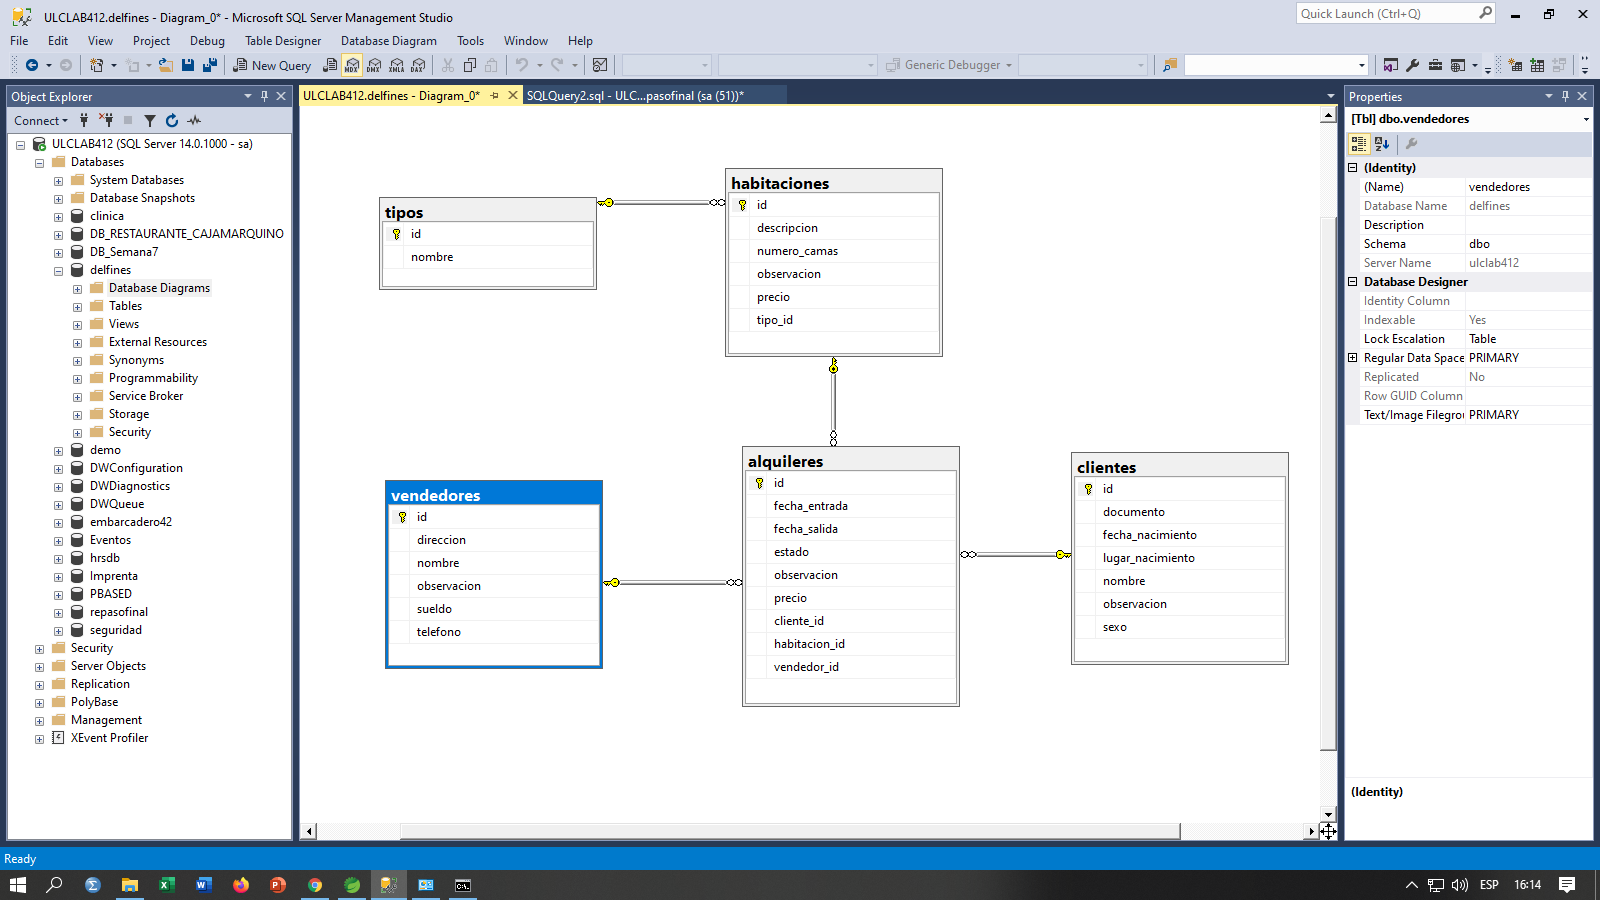 ULCLAB412.delfines - Diagram_0* - Microsoft SQL Server Management Studio
Quick Launch (Ctrl+Q)
File Edit View Project Debug Table Designer Database Diagram Tools Window Help
New Query
MDX DMX XMLA DAX
Generic Debugger
Object Explorer
Connect
ULCLAB412 (SQL Server 14.0.1000 - sa)
Databases
System Databases
Database Snapshots
clinica
DB_RESTAURANTE_CAJAMARQUINO
DB_Semana7
delfines
Database Diagrams
Tables
Views
External Resources
Synonyms
Programmability
Service Broker
Storage
Security
demo
DWConfiguration
DWDiagnostics
DWQueue
embarcadero42
Eventos
hrsdb
Imprenta
PBASED
repasofinal
seguridad
Security
Server Objects
Replication
PolyBase
Management
XEvent Profiler
ULCLAB412.delfines - Diagram_0*
SQLQuery2.sql - ULC...pasofinal (sa (51))*
tipos
id
nombre
habitaciones
id
descripcion
numero_camas
observacion
precio
tipo_id
vendedores
id
direccion
nombre
observacion
sueldo
telefono
alquileres
id
fecha_entrada
fecha_salida
estado
observacion
precio
cliente_id
habitacion_id
vendedor_id
clientes
id
documento
fecha_nacimiento
lugar_nacimiento
nombre
observacion
sexo
Properties
[Tbl] dbo.vendedores
(Identity)
(Name) vendedores
Database Name delfines
Description
Schema dbo
Server Name ulclab412
Database Designer
Identity Column
Indexable Yes
Lock Escalation Table
Regular Data Space PRIMARY
Replicated No
Row GUID Column
Text/Image Filegrou PRIMARY
(Identity)
Ready
ESP 16:14